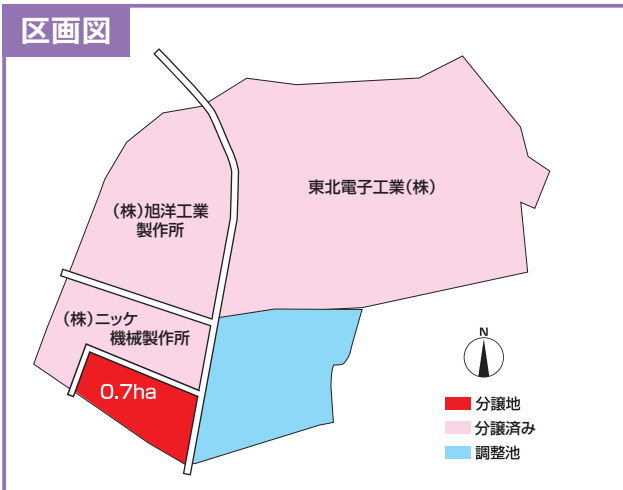 区画図
東北電子工業(株)
(株)旭洋工業
製作所
(株)ニッケ
機械製作所
0.7ha
N
分譲地
分譲済み
調整池